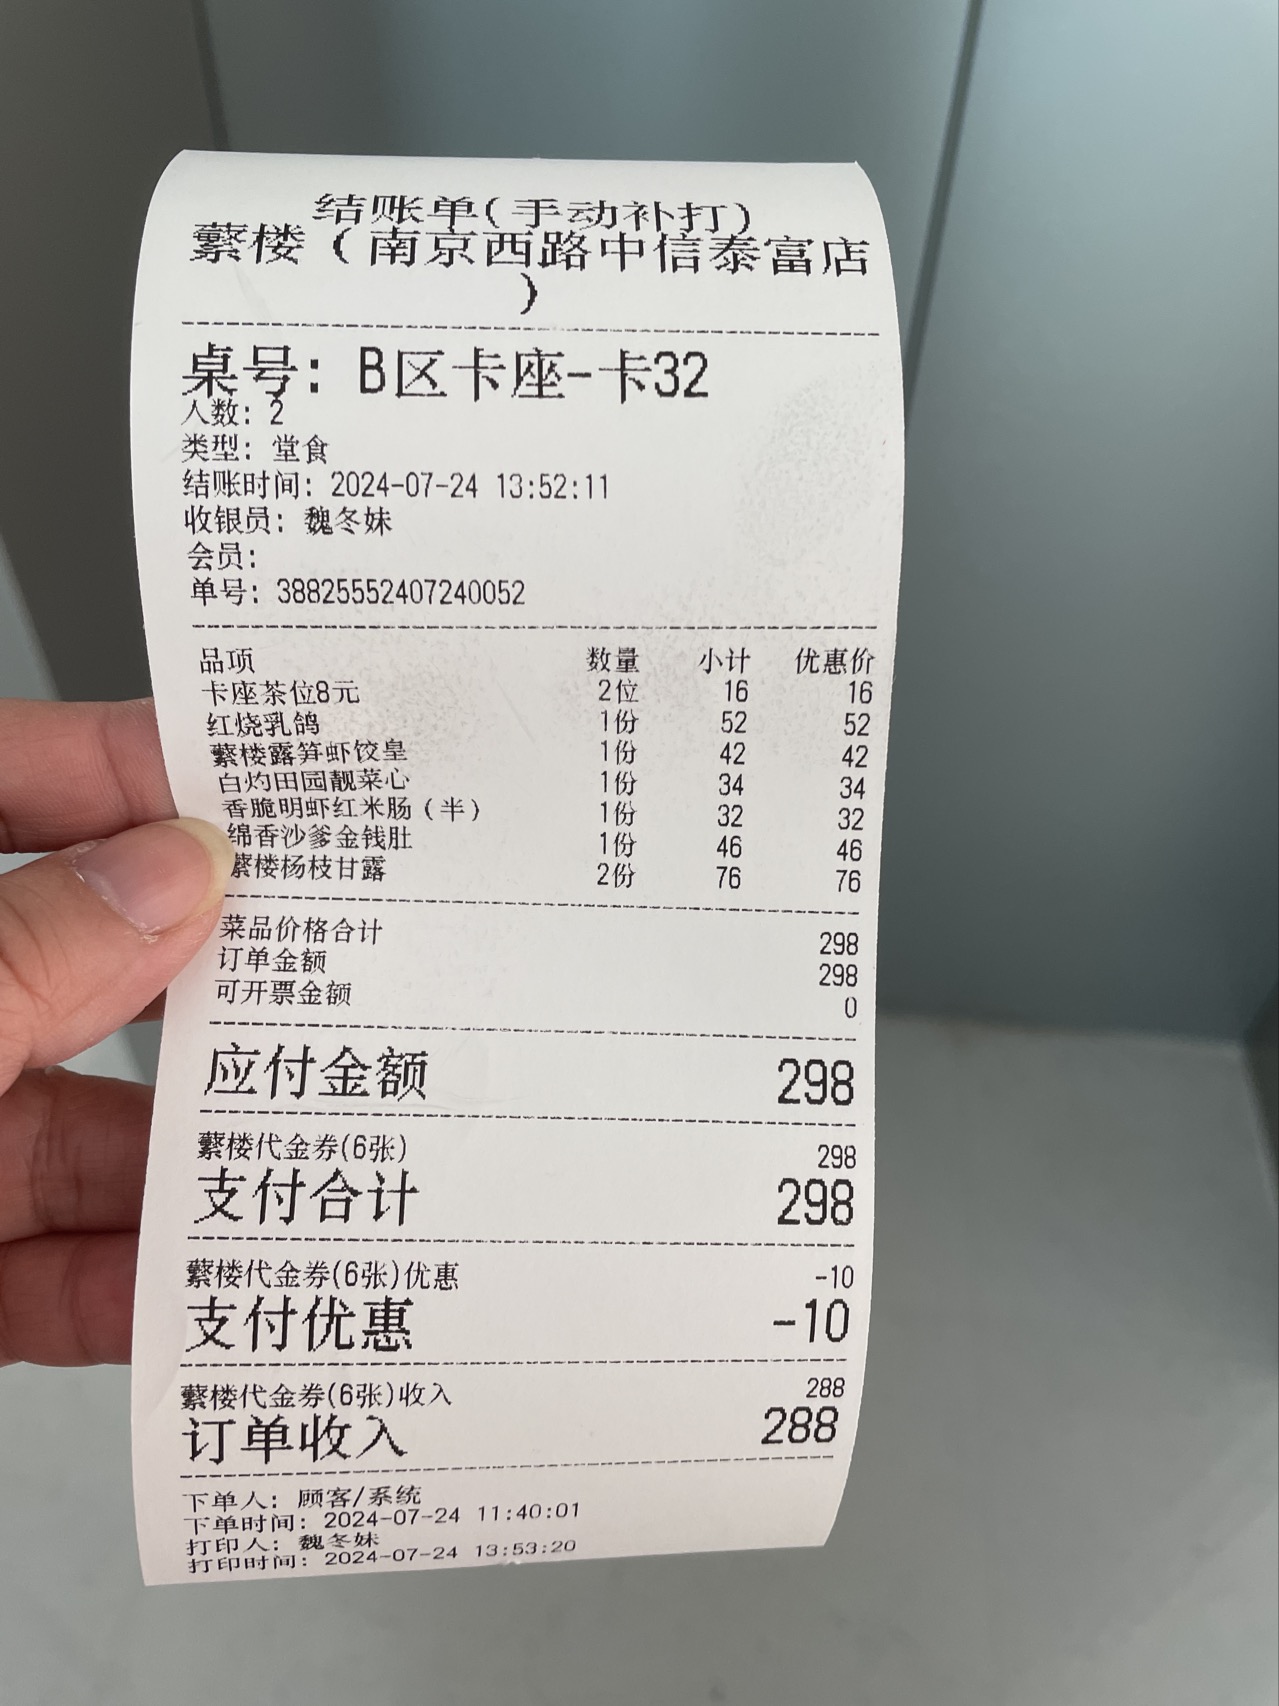 结账单(手动补打)
蘩楼（南京西路中信泰富店
）
桌号: B区卡座-卡32
人数: 2
类型: 堂食
结账时间: 2024-07-24 13:52:11
收银员: 魏冬妹
会员:
单号: 38825552407240052
品项 数量 小计 优惠价
卡座茶位8元 2位 16 16
红烧乳鸽 1份 52 52
蘩楼露笋虾饺皇 1份 42 42
白灼田园靓菜心 1份 34 34
香脆明虾红米肠（半） 1份 32 32
绵香沙爹金钱肚 1份 46 46
蘩楼杨枝甘露 2份 76 76
菜品价格合计 298
订单金额 298
可开票金额 0
应付金额 298
蘩楼代金券(6张) 298
支付合计 298
蘩楼代金券(6张)优惠 -10
支付优惠 -10
蘩楼代金券(6张)收入 288
订单收入 288
下单人: 顾客/系统
下单时间: 2024-07-24 11:40:01
打印人: 魏冬妹
打印时间: 2024-07-24 13:53:20